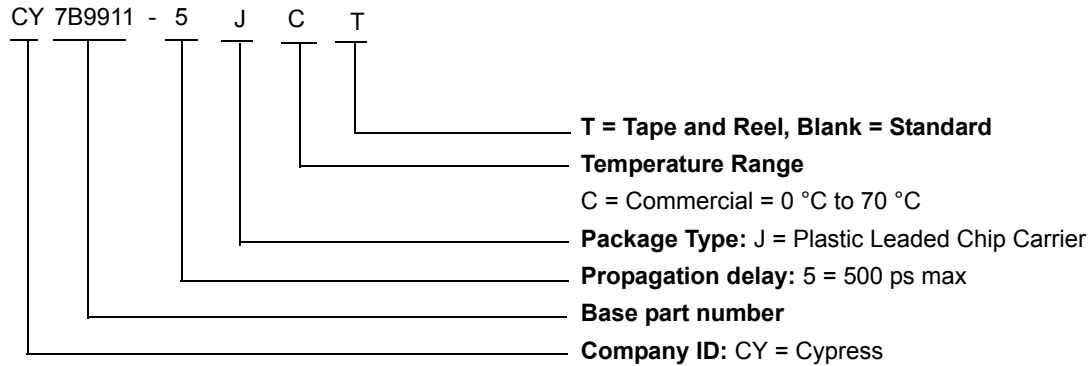 CY 7B9911 - 5 J C T
T = Tape and Reel, Blank = Standard
Temperature Range
C = Commercial = 0 °C to 70 °C
Package Type: J = Plastic Leaded Chip Carrier
Propagation delay: 5 = 500 ps max
Base part number
Company ID: CY = Cypress